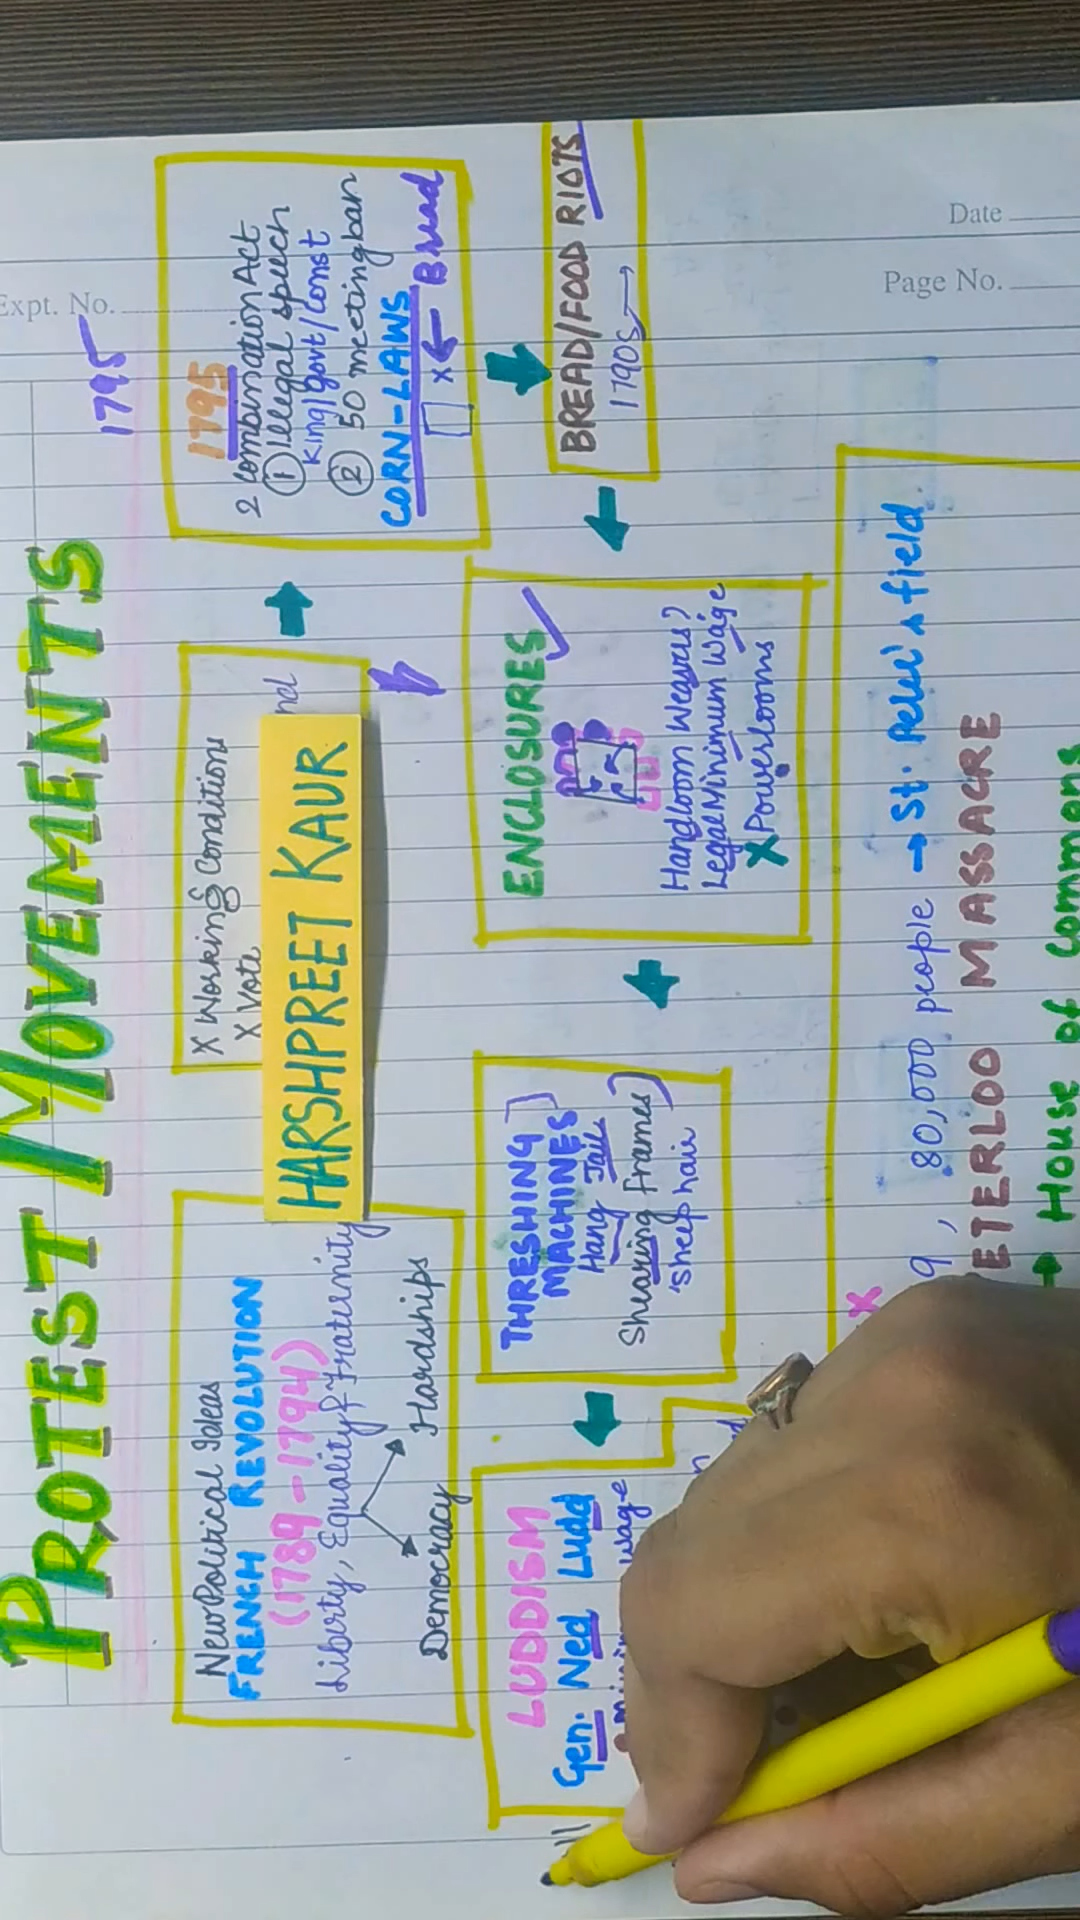 Expt. No.
Date
Page No.
PROTEST MOVEMENTS
1795
New Political Ideas
FRENCH REVOLUTION
(1789-1794)
Liberty, Equality & Fraternity
Democracy
Hardships
X Working Conditions
X Vote
HARSHPREET KAUR
1795
2 Combination Act
① Illegal speech
King/Govt/Const
② 50 meeting ban
CORN-LAWS
x ← Bread
BREAD/FOOD RIOTS
1790s
ENCLOSURES
Handloom Weavers?
Legal Minimum Wage
X Powerlooms
THRESHING
MACHINES
Hang Jail
Shearing Frames
'Sheep hair
LUDDISM
Gen. Ned Ludd
Wage
X
9, 80,000 people → St. Peter's field.
ETERLOO MASSACRE
→ House of Commons